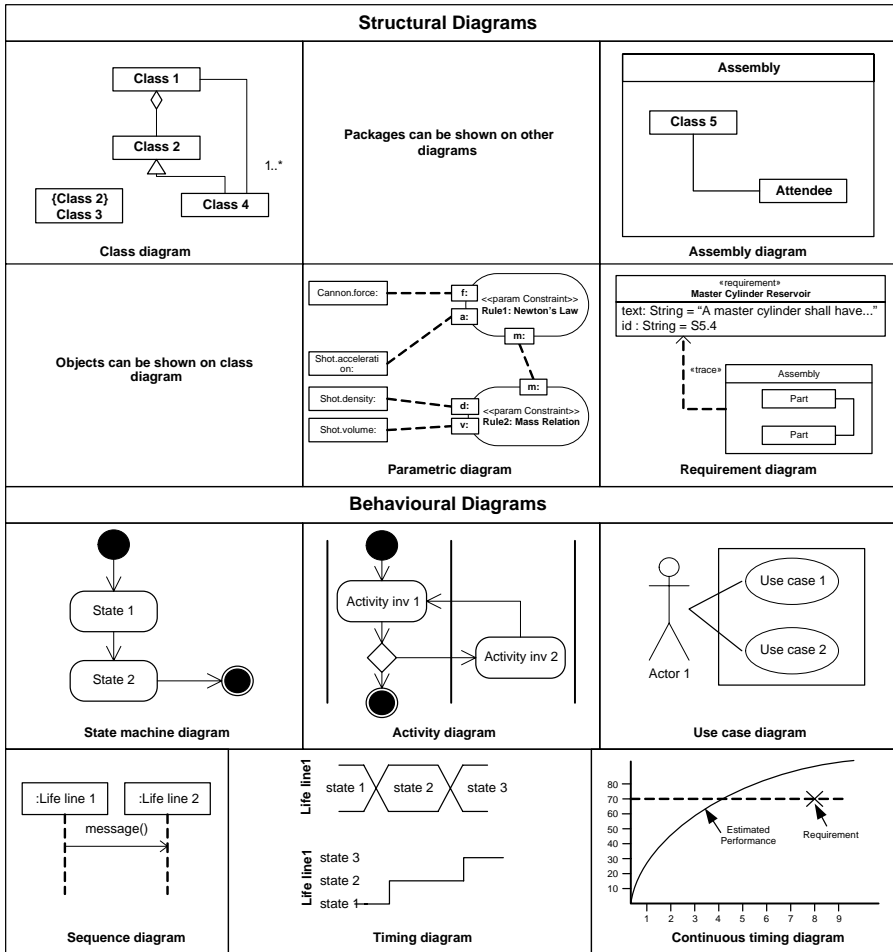 Structural Diagrams
Class 1
Class 2
1..*
{Class 2}
Class 3
Class 4
Class diagram
Packages can be shown on other
diagrams
Assembly
Class 5
Attendee
Assembly diagram
Objects can be shown on class
diagram
Cannon.force:
f:
<<param Constraint>>
Rule1: Newton's Law
a:
m:
Shot.accelerati
on:
m:
Shot.density:
d:
<<param Constraint>>
Rule2: Mass Relation
Shot.volume:
v:
Parametric diagram
«requirement»
Master Cylinder Reservoir
text: String = “A master cylinder shall have...”
id : String = S5.4
«trace»
Assembly
Part
Part
Requirement diagram
Behavioural Diagrams
State 1
State 2
State machine diagram
Activity inv 1
Activity inv 2
Activity diagram
Use case 1
Use case 2
Actor 1
Use case diagram
:Life line 1
:Life line 2
message()
Sequence diagram
Life line1
state 1
state 2
state 3
Life line1
state 3
state 2
state 1
Timing diagram
80
70
60
50
40
30
20
10
Estimated
Performance
Requirement
1 2 3 4 5 6 7 8 9
Continuous timing diagram